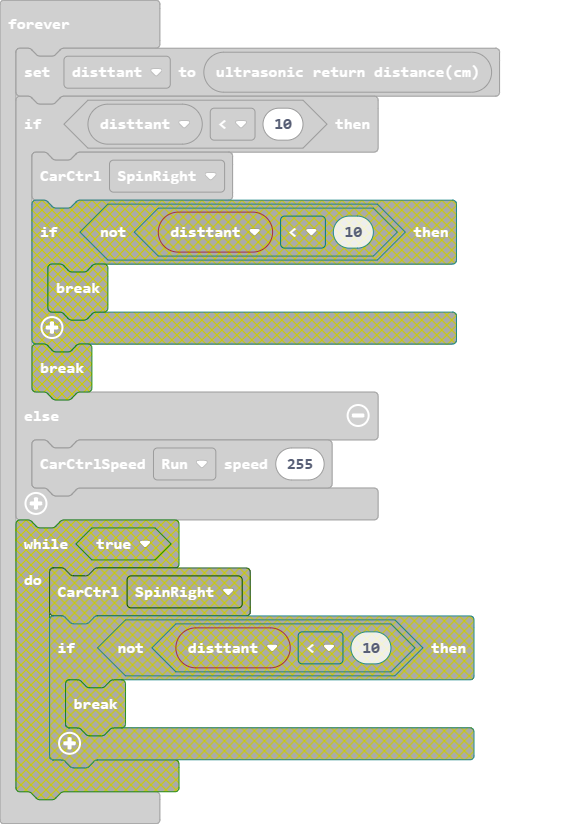 forever
set disttant to ultrasonic return distance(cm)
if disttant < 10 then
CarCtrl SpinRight
if not disttant < 10 then
break
break
else
CarCtrlSpeed Run speed 255
while true
do CarCtrl SpinRight
if not disttant < 10 then
break